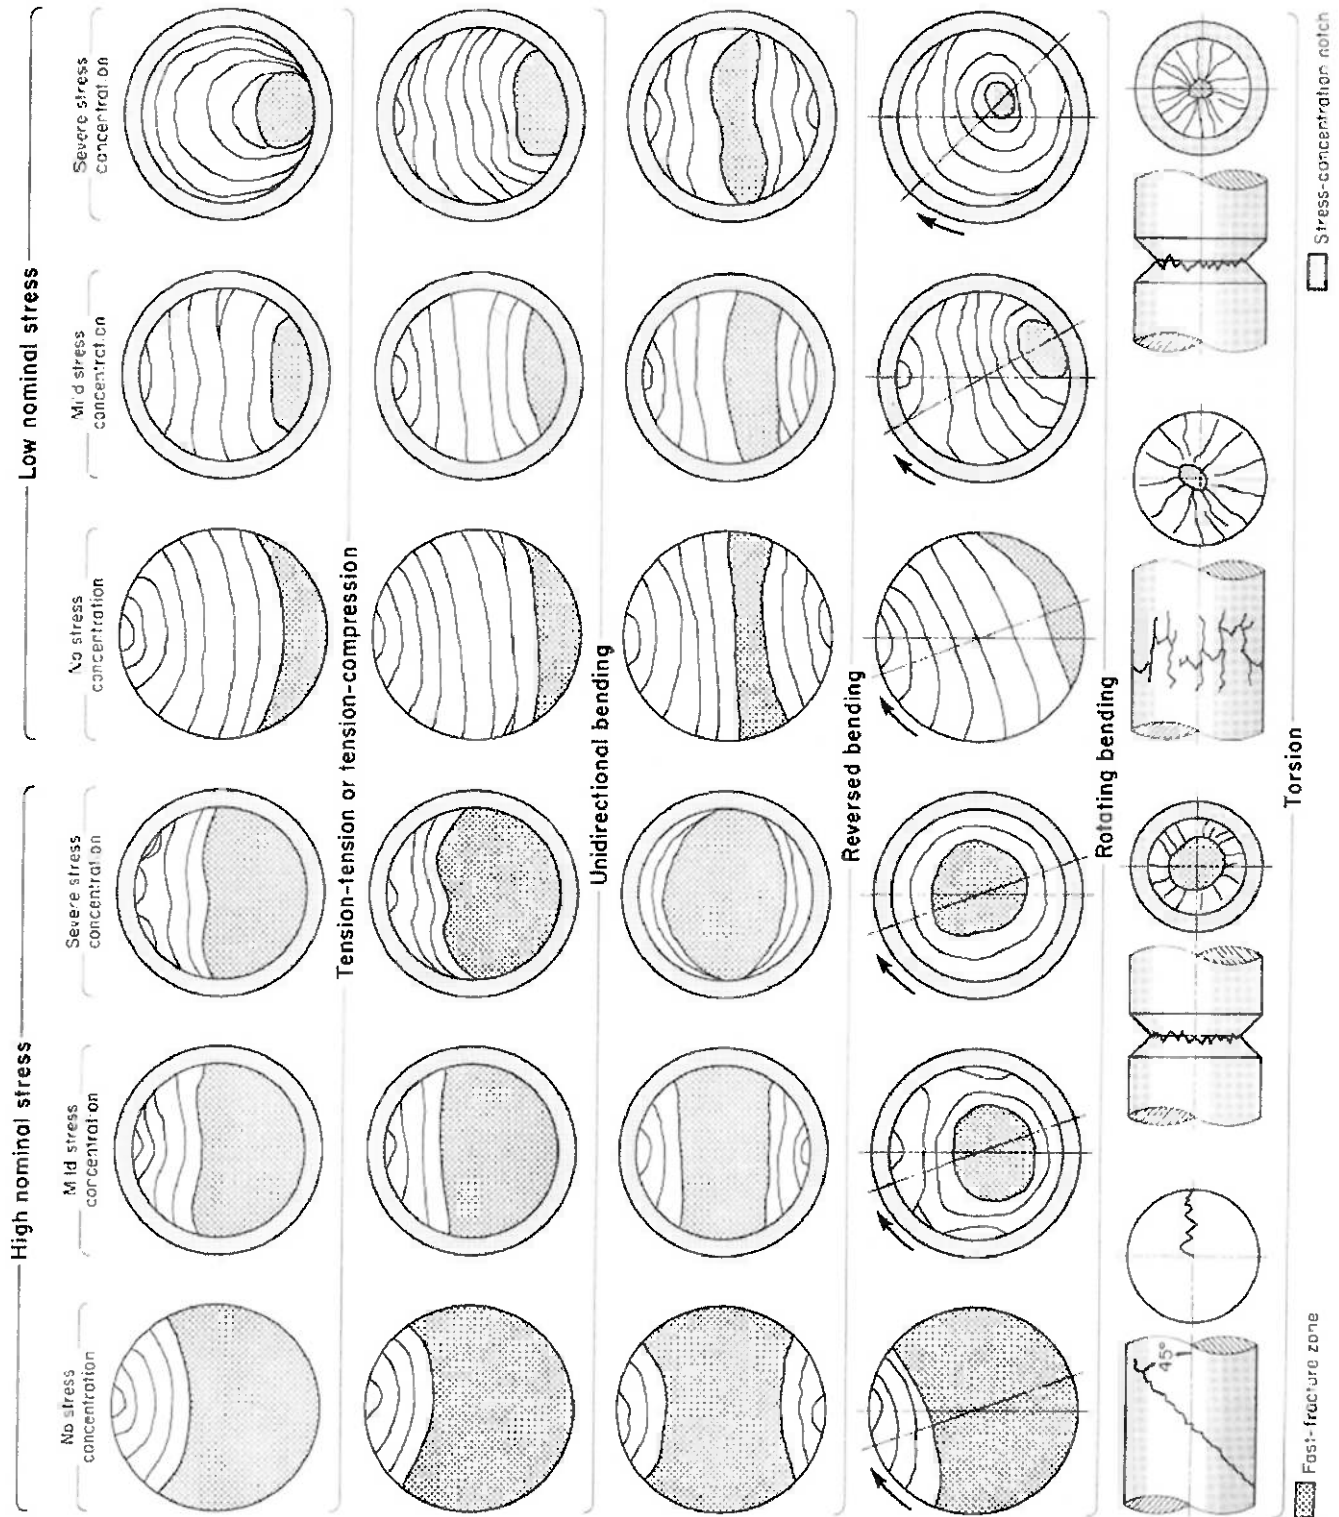 High nominal stress
Low nominal stress
No stress
concentration
Mild stress
concentration
Severe stress
concentration
No stress
concentration
Mild stress
concentration
Severe stress
concentration
Tension-tension or tension-compression
Unidirectional bending
Reversed bending
Rotating bending
45°
Torsion
Fast-fracture zone
Stress-concentration notch